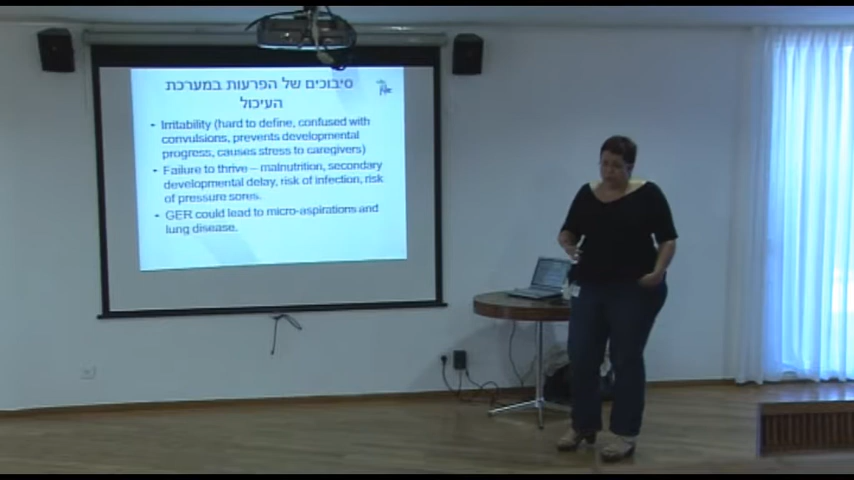 סיבוכים של הפרעות במערכת
העיכול
• Irritability (hard to define, confused with
convulsions, prevents developmental
progress, causes stress to caregivers)
• Failure to thrive – malnutrition, secondary
developmental delay, risk of infection, risk
of pressure sores.
• GER could lead to micro-aspirations and
lung disease.